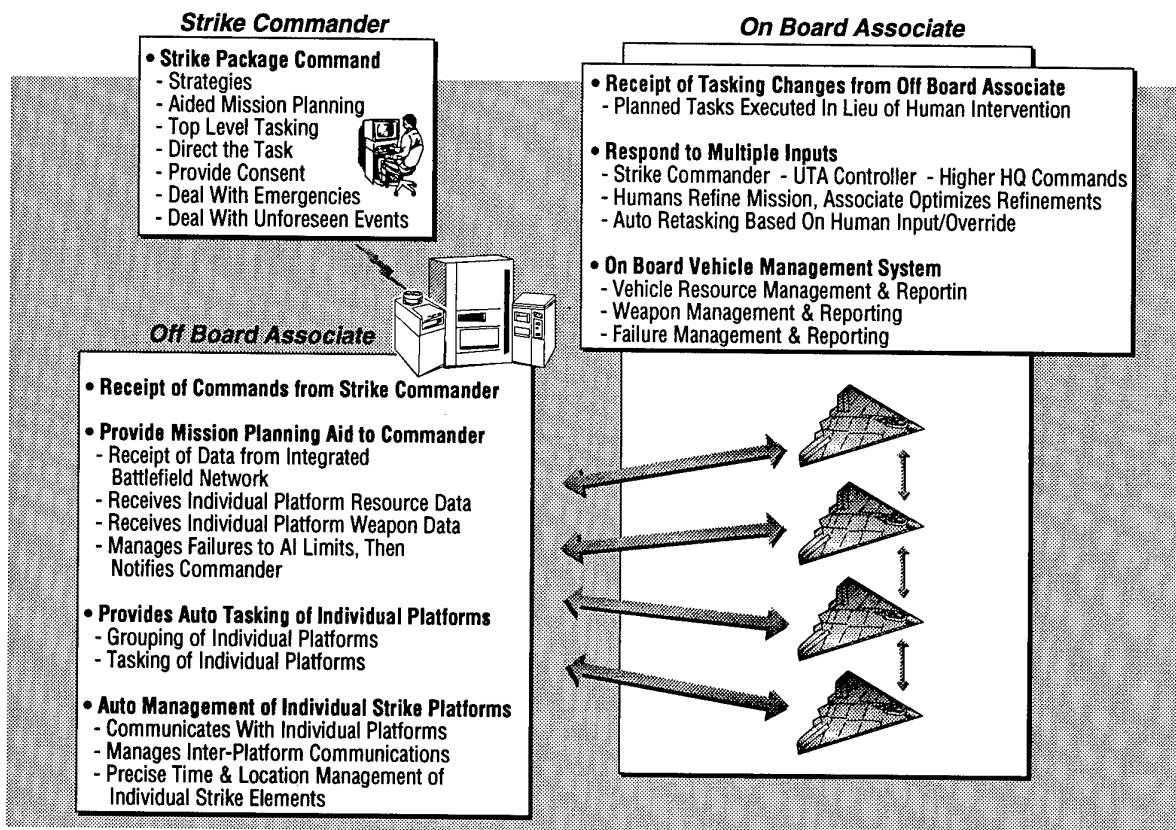 Strike Commander
• Strike Package Command
- Strategies
- Aided Mission Planning
- Top Level Tasking
- Direct the Task
- Provide Consent
- Deal With Emergencies
- Deal With Unforeseen Events
On Board Associate
• Receipt of Tasking Changes from Off Board Associate
- Planned Tasks Executed In Lieu of Human Intervention
• Respond to Multiple Inputs
- Strike Commander - UTA Controller - Higher HQ Commands
- Humans Refine Mission, Associate Optimizes Refinements
- Auto Retasking Based On Human Input/Override
• On Board Vehicle Management System
- Vehicle Resource Management & Reportin
- Weapon Management & Reporting
- Failure Management & Reporting
Off Board Associate
• Receipt of Commands from Strike Commander
• Provide Mission Planning Aid to Commander
- Receipt of Data from Integrated
Battlefield Network
- Receives Individual Platform Resource Data
- Receives Individual Platform Weapon Data
- Manages Failures to AI Limits, Then
Notifies Commander
• Provides Auto Tasking of Individual Platforms
- Grouping of Individual Platforms
- Tasking of Individual Platforms
• Auto Management of Individual Strike Platforms
- Communicates With Individual Platforms
- Manages Inter-Platform Communications
- Precise Time & Location Management of
Individual Strike Elements